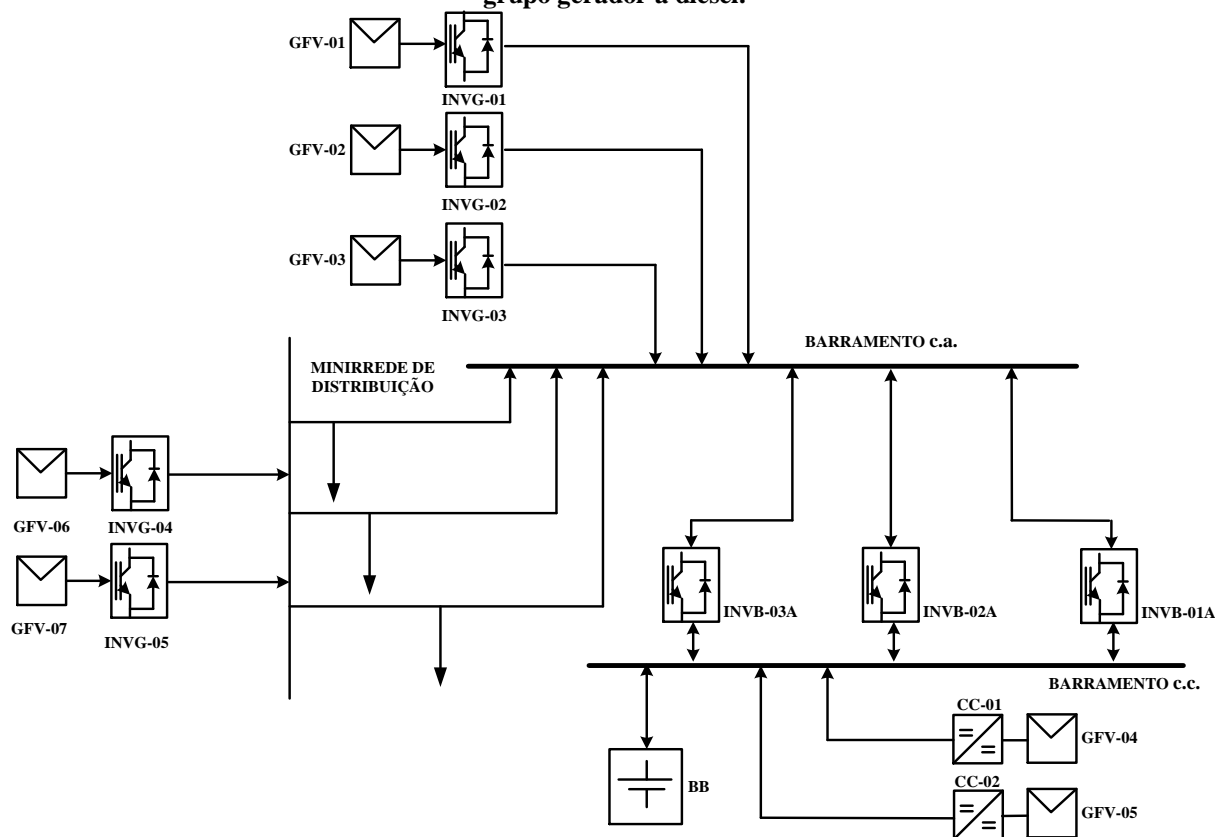 grupo gerador a diesel.
GFV-01
INVG-01
GFV-02
INVG-02
GFV-03
INVG-03
BARRAMENTO c.a.
MINIRREDE DE
DISTRIBUIÇÃO
GFV-06
INVG-04
GFV-07
INVG-05
INVB-03A
INVB-02A
INVB-01A
BARRAMENTO c.c.
CC-01
GFV-04
BB
CC-02
GFV-05